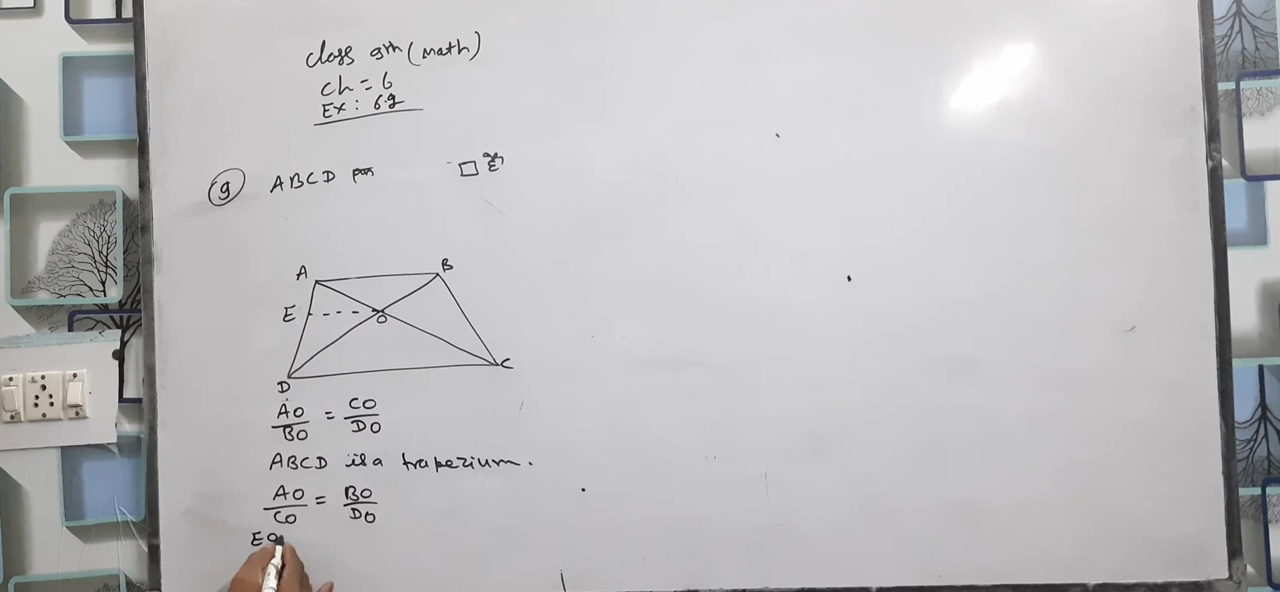 class 9th (math)
ch = 6
Ex: 6.2
9 ABCD □
A B
E O
D C
AO/BO = CO/DO
ABCD is a trapezium.
AO/CO = BO/DO
EO